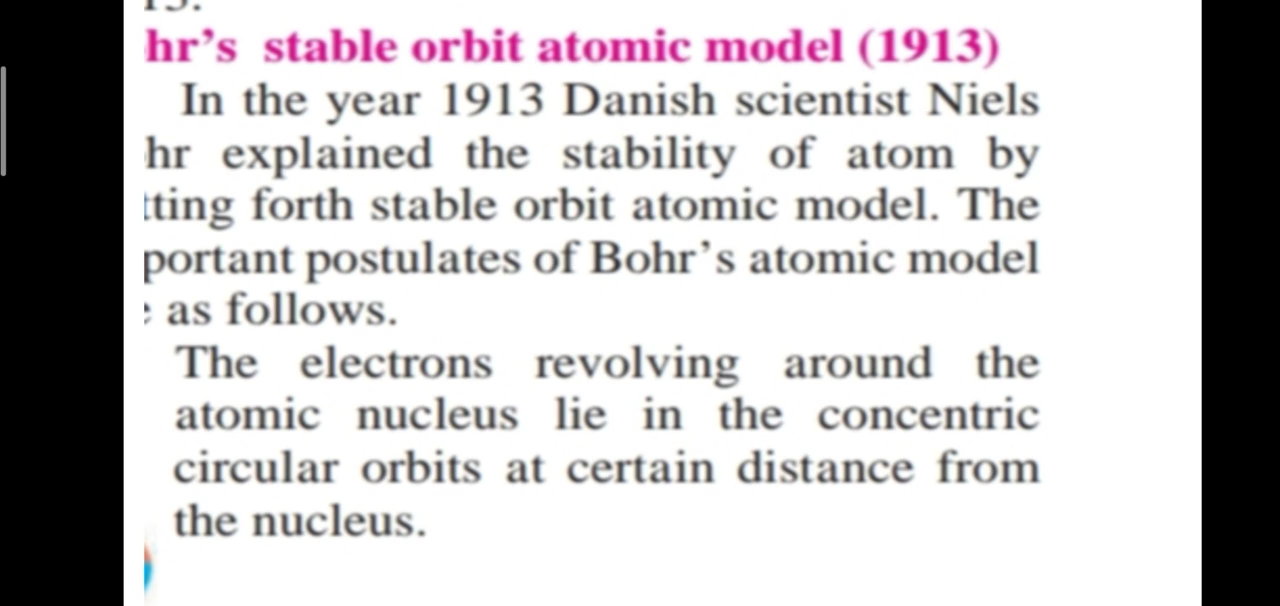 hr's stable orbit atomic model (1913)
In the year 1913 Danish scientist Niels
hr explained the stability of atom by
tting forth stable orbit atomic model. The
portant postulates of Bohr's atomic model
as follows.
The electrons revolving around the
atomic nucleus lie in the concentric
circular orbits at certain distance from
the nucleus.